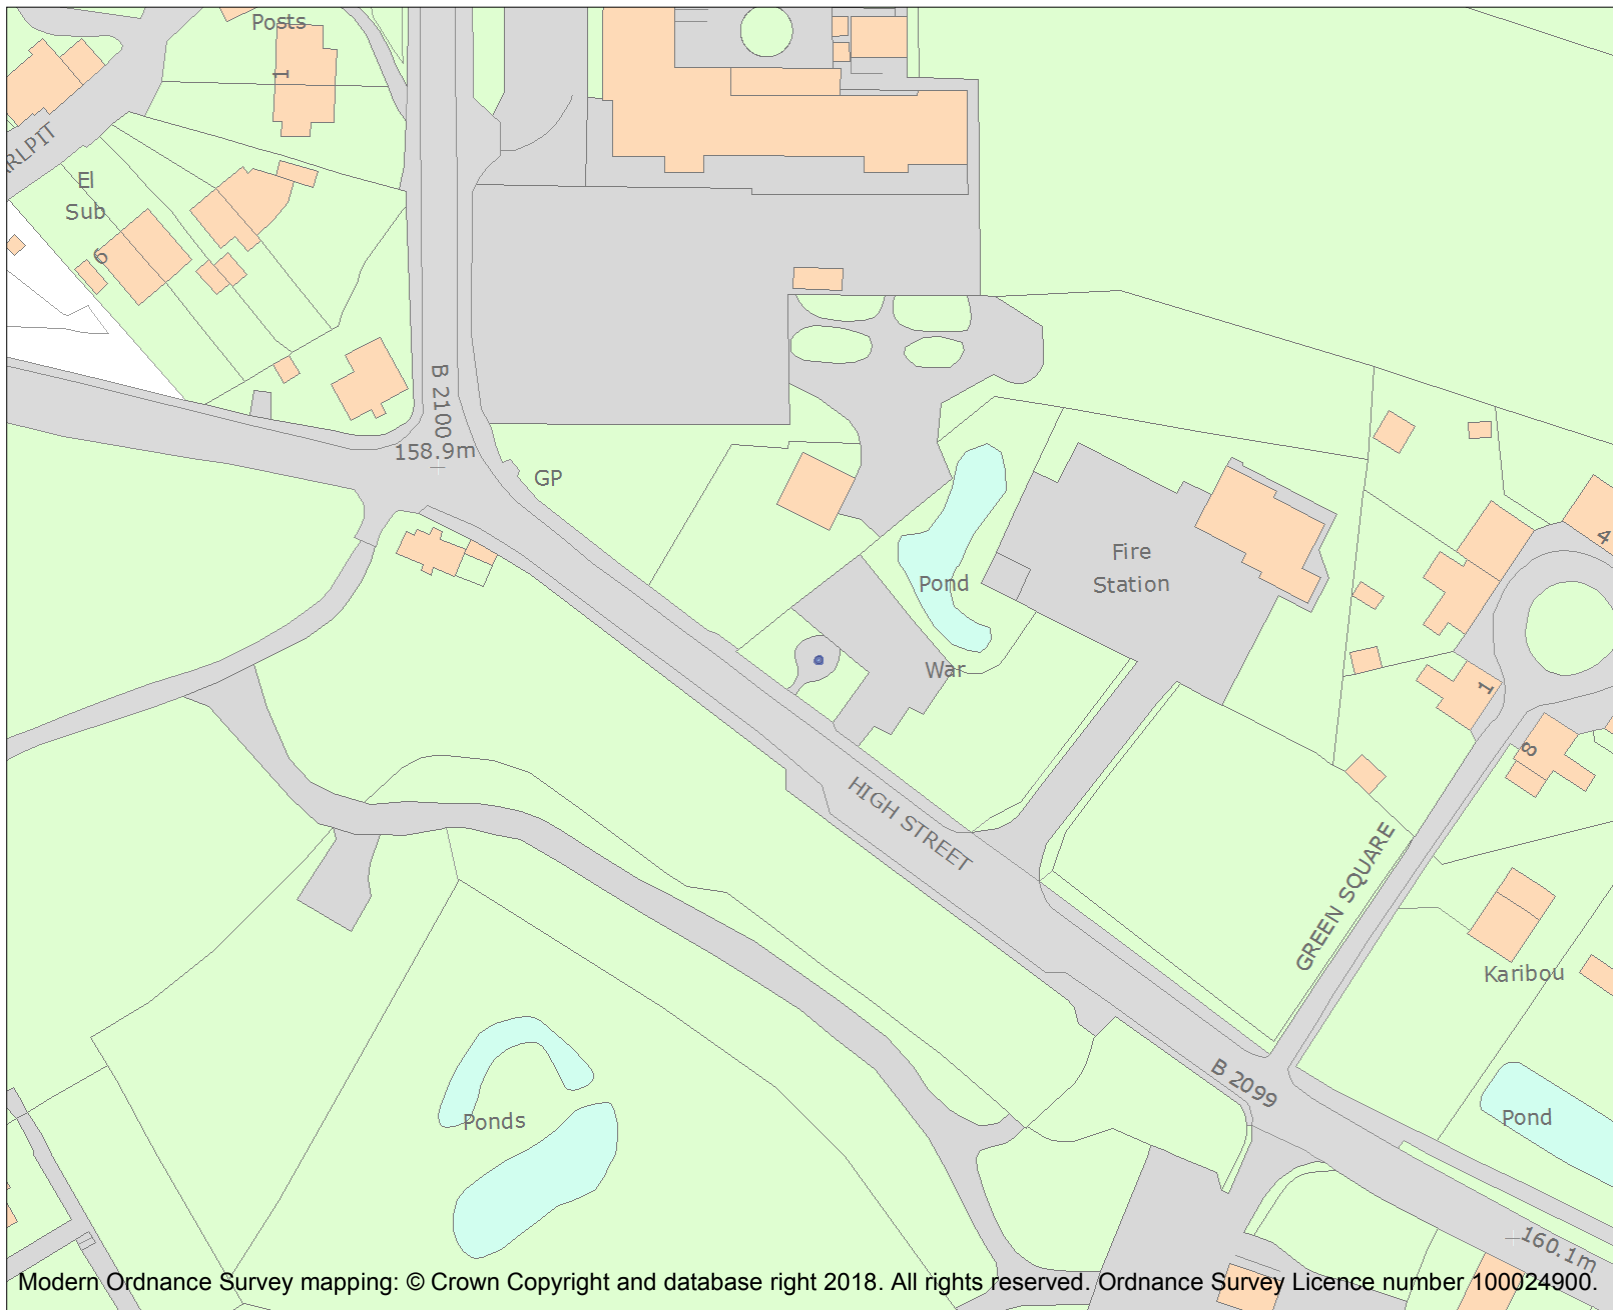 Posts
1
RLPIT
El
Sub
6
B 2100
158.9m
GP
Fire
Station
Pond
War
4
1
8
HIGH STREET
GREEN SQUARE
Karibou
B 2099
Pond
Ponds
160.1m
Modern Ordnance Survey mapping: © Crown Copyright and database right 2018. All rights reserved. Ordnance Survey Licence number 100024900.